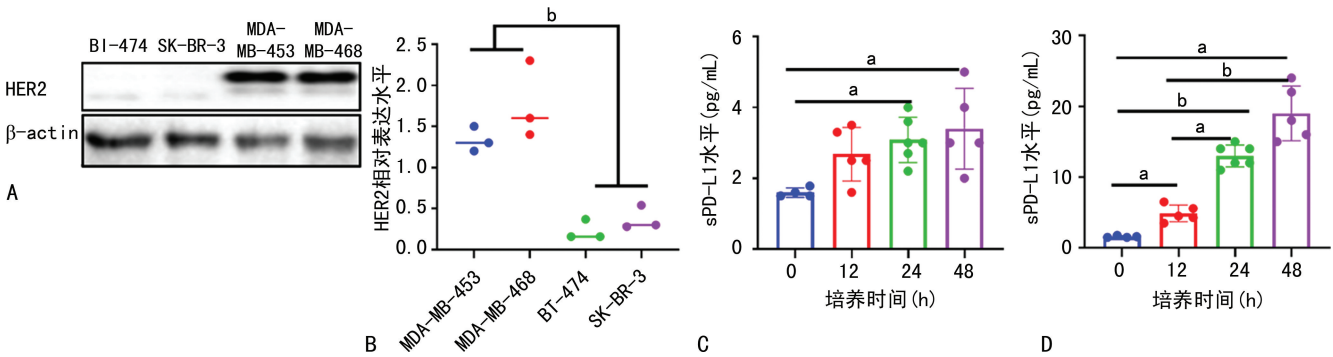 BI-474
SK-BR-3
MDA-
MB-453
MDA-
MB-468
HER2
β-actin
A
b
HER2相对表达水平
2.5
2.0
1.5
1.0
0.5
0.0
MDA-MB-453
MDA-MB-468
BT-474
SK-BR-3
B
sPD-L1水平(pg/mL)
6
4
2
0
a
a
0
12
24
48
培养时间(h)
C
sPD-L1水平(pg/mL)
30
20
10
0
a
b
b
a
a
0
12
24
48
培养时间(h)
D